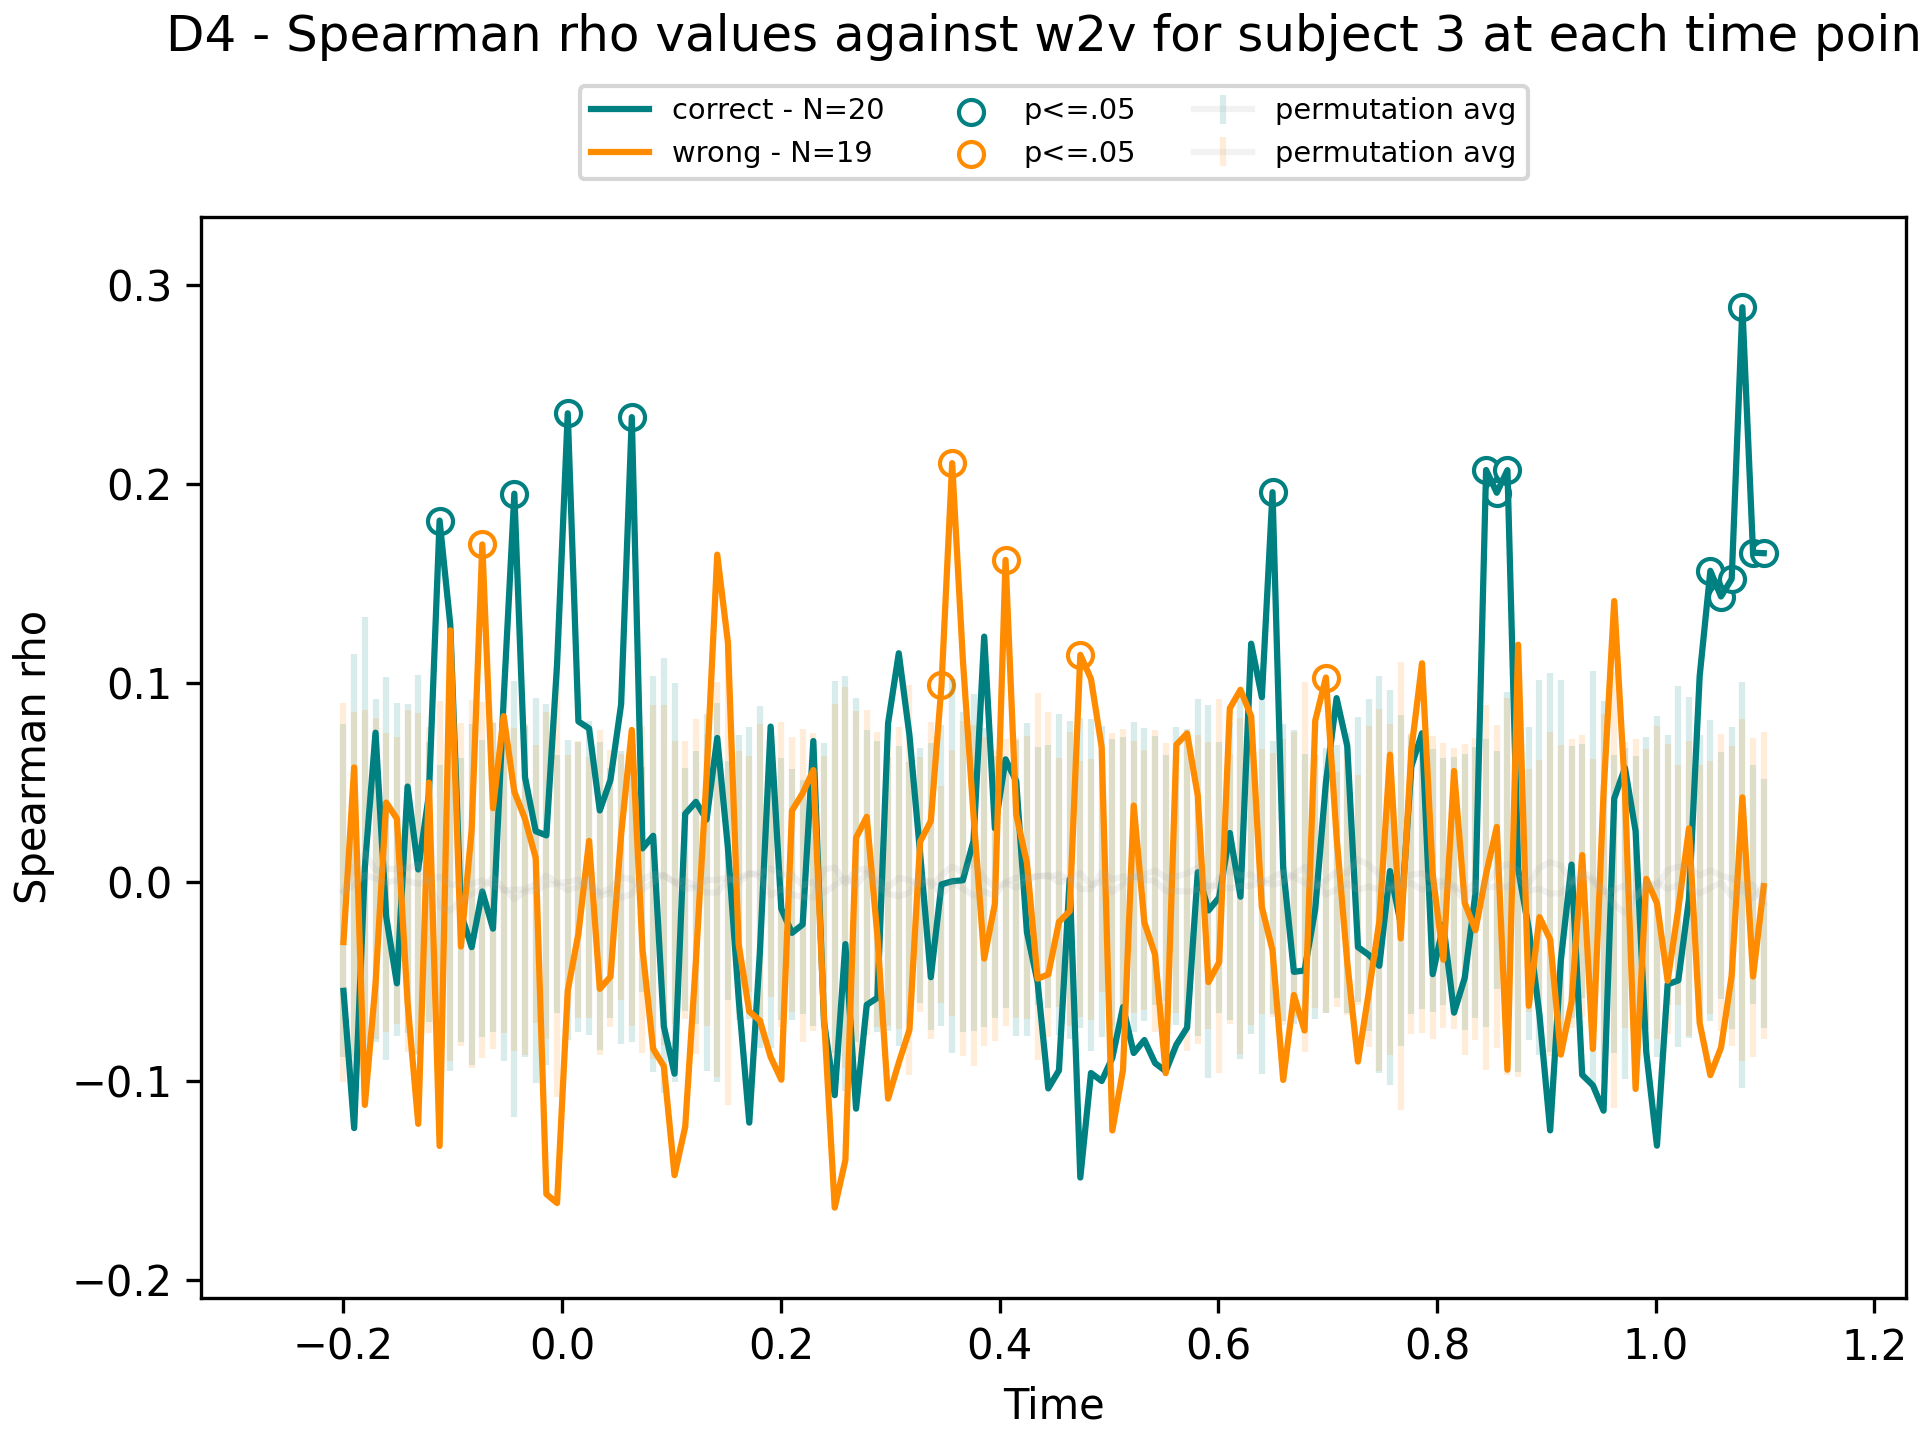 D4 - Spearman rho values against w2v for subject 3 at each time poin
correct - N=20 p<=.05 permutation avg
wrong - N=19 p<=.05 permutation avg
Spearman rho
0.3
0.2
0.1
0.0
−0.1
−0.2
−0.2 0.0 0.2 0.4 0.6 0.8 1.0 1.2
Time